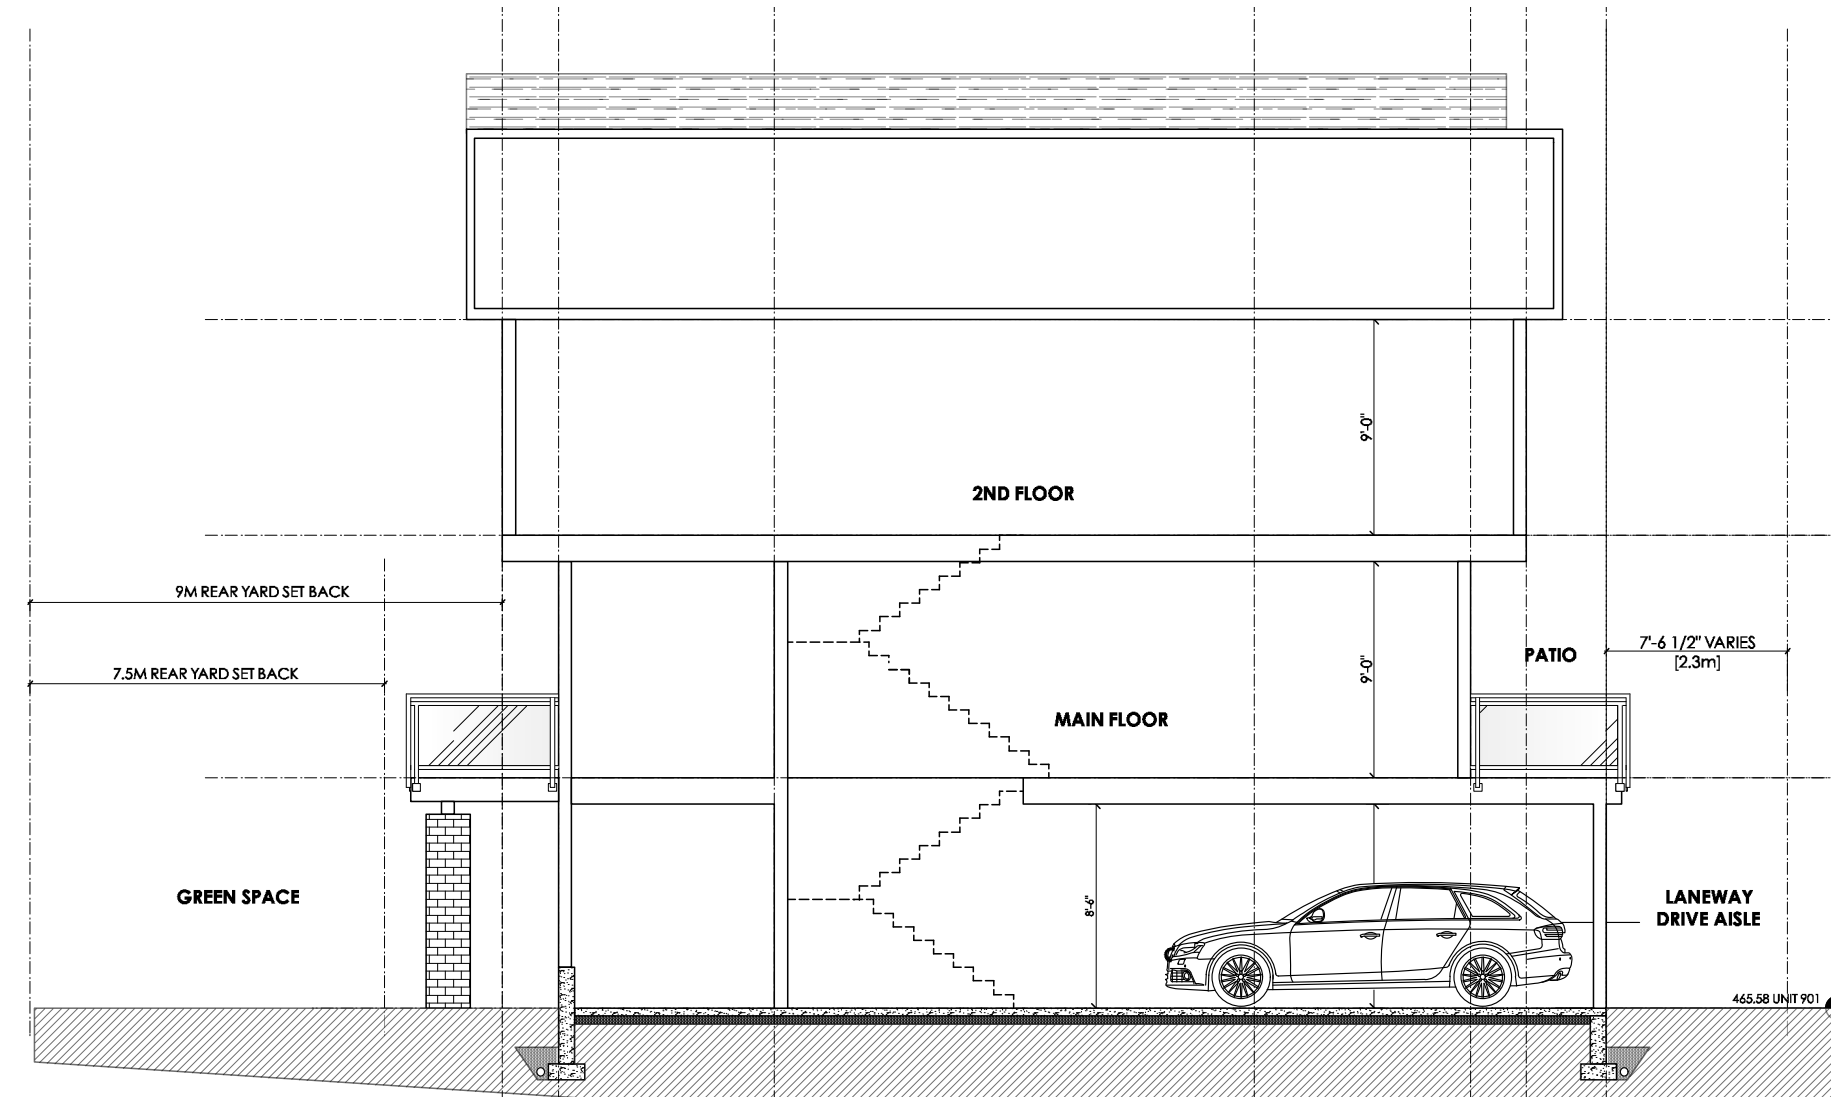 9'-0"
2ND FLOOR
9M REAR YARD SET BACK
7'-6 1/2" VARIES
[2.3m]
PATIO
7.5M REAR YARD SET BACK
9'-0"
MAIN FLOOR
GREEN SPACE
8'-6"
LANEWAY
DRIVE AISLE
465.58 UNIT 901